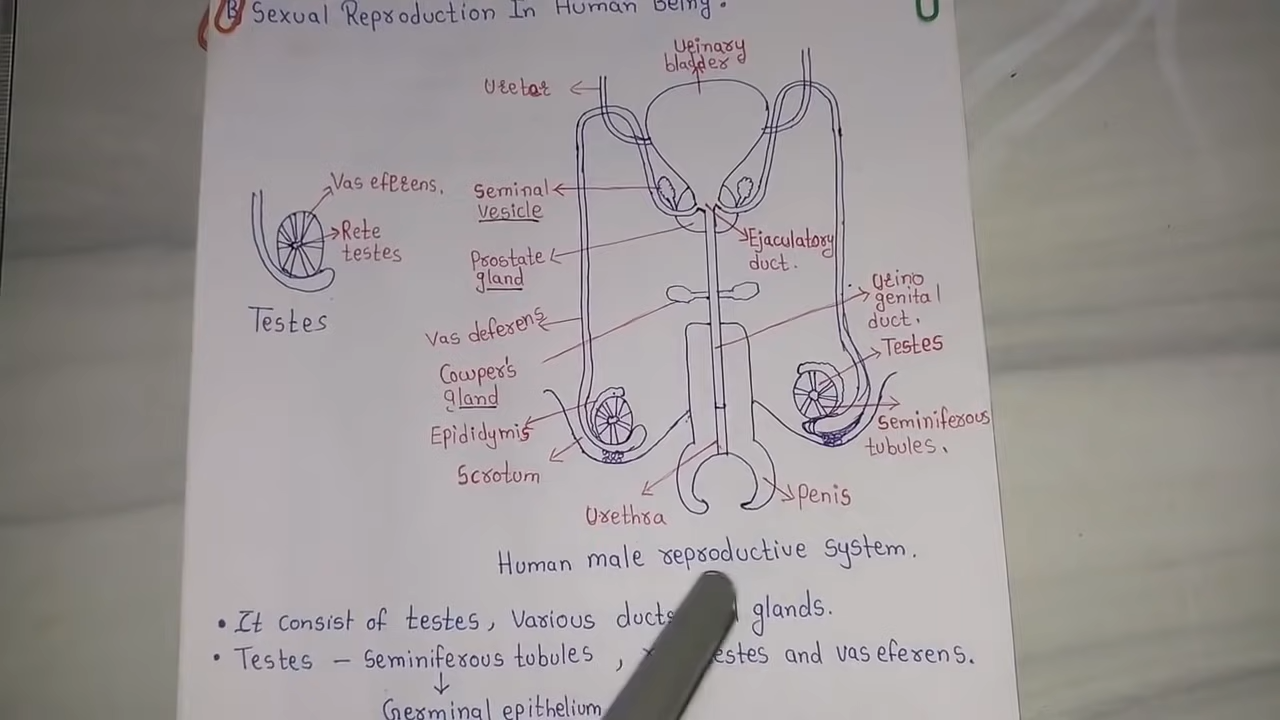 B Sexual Reproduction In Human Being.
Urinary
bladder
Ureter
Vas eferens.
Rete
testes
Testes
Seminal
vesicle
Prostate
gland
Ejaculatory
duct.
Urino
genital
duct.
Vas deferens
Cowper's
gland
Testes
Epididymis
Seminiferous
tubules.
Scrotum
Urethra
Penis
Human male reproductive system.
• It consist of testes, Various ducts glands.
• Testes - Seminiferous tubules , estes and vas eferens.
↓
Germinal epithelium